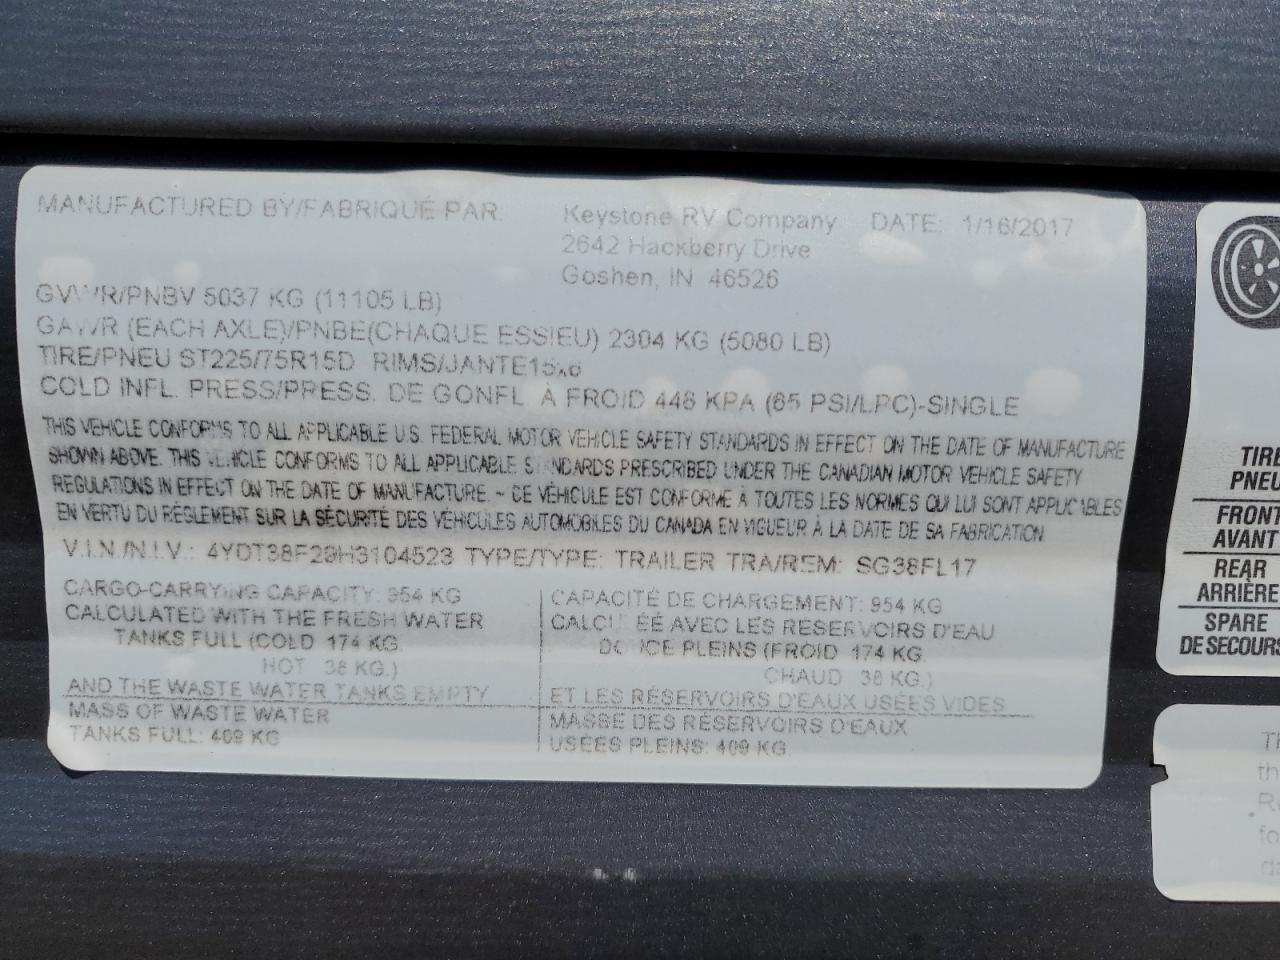 MANUFACTURED BY/FABRIQUÉ PAR: Keystone RV Company DATE: 1/16/2017
2642 Hackberry Drive
Goshen, IN 46526
GVWR/PNBV 5037 KG (11105 LB)
GAWR (EACH AXLE)/PNBE(CHAQUE ESSIEU) 2304 KG (5080 LB)
TIRE/PNEU ST225/75R15D RIMS/JANTE15x6
COLD INFL. PRESS/PRESS. DE GONFL. À FROID 448 KPA (65 PSI/LPC)-SINGLE
THIS VEHICLE CONFORMS TO ALL APPLICABLE U.S. FEDERAL MOTOR VEHICLE SAFETY STANDARDS IN EFFECT ON THE DATE OF MANUFACTURE
SHOWN ABOVE. THIS VEHICLE CONFORMS TO ALL APPLICABLE STANDARDS PRESCRIBED UNDER THE CANADIAN MOTOR VEHICLE SAFETY
REGULATIONS IN EFFECT ON THE DATE OF MANUFACTURE. - CE VÉHICULE EST CONFORME À TOUTES LES NORMES QUI LUI SONT APPLICABLES
EN VERTU DU RÈGLEMENT SUR LA SÉCURITÉ DES VÉHICULES AUTOMOBILES DU CANADA EN VIGUEUR À LA DATE DE SA FABRICATION
V.I.N./N.I.V.: 4YDT38F29H3104523 TYPE/TYPE: TRAILER TRA/REM: SG38FL17
CARGO-CARRYING CAPACITY: 954 KG
CALCULATED WITH THE FRESH WATER
TANKS FULL (COLD 174 KG.
HOT 38 KG.)
AND THE WASTE WATER TANKS EMPTY
MASS OF WASTE WATER
TANKS FULL: 409 KG
CAPACITÉ DE CHARGEMENT: 954 KG
CALCULÉE AVEC LES RÉSERVOIRS D'EAU
DOUCE PLEINS (FROID 174 KG.
CHAUD 38 KG.)
ET LES RÉSERVOIRS D'EAUX USÉES VIDES
MASSE DES RÉSERVOIRS D'EAUX
USÉES PLEINS: 409 KG.
TIRE
PNEU
FRONT
AVANT
REAR
ARRIÈRE
SPARE
DE SECOURS